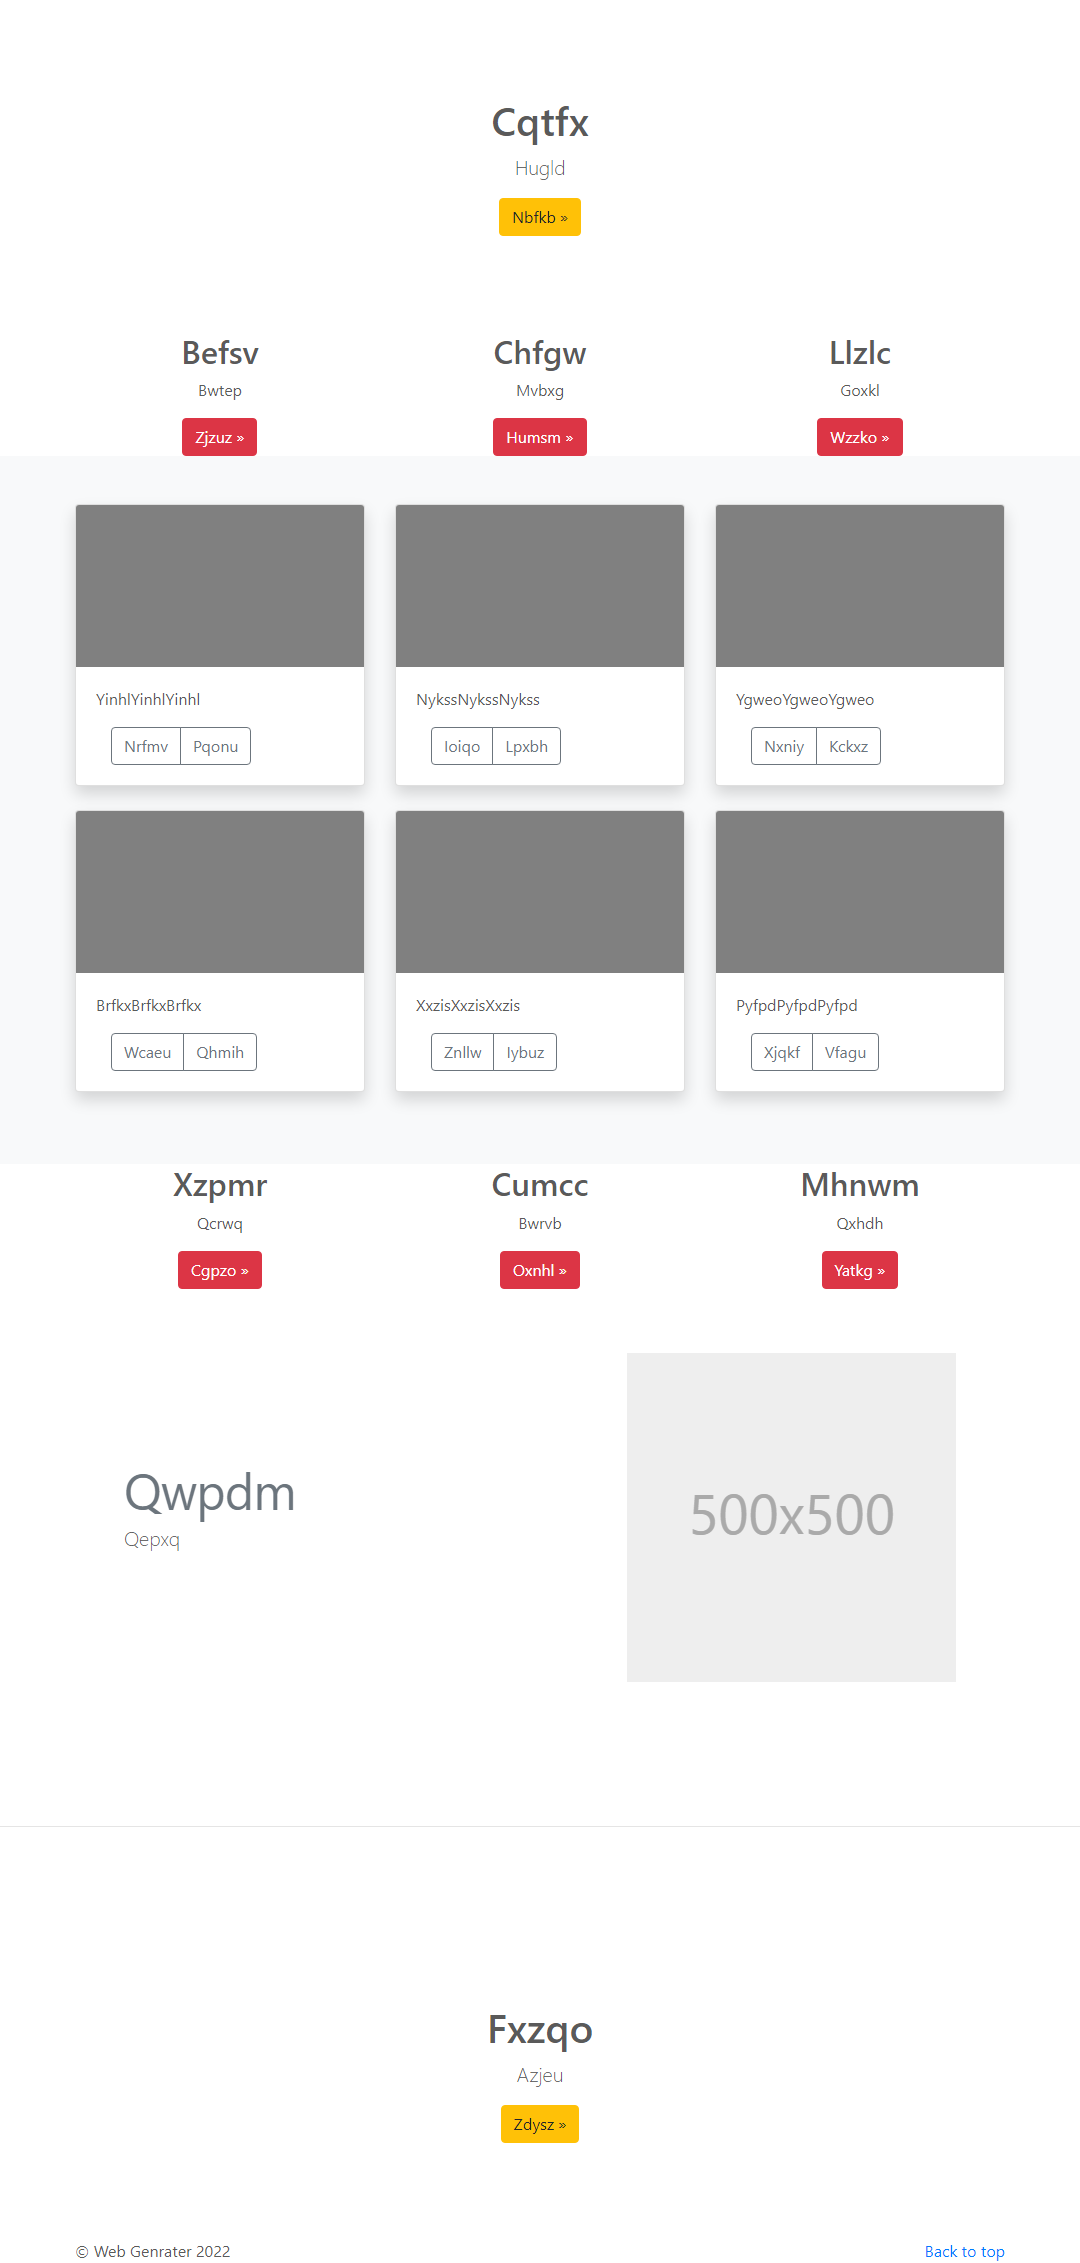 Cqtfx
Hugld
Nbfkb »
Befsv
Bwtep
Zjzuz »
Chfgw
Mvbxg
Humsm »
Llzlc
Goxkl
Wzzko »
YinhlYinhlYinhl
Nrfmv Pqonu
NykssNykssNykss
Ioiqo Lpxbh
YgweoYgweoYgweo
Nxniy Kckxz
BrfkxBrfkxBrfkx
Wcaeu Qhmih
XxzisXxzisXxzis
Znllw Iybuz
PyfpdPyfpdPyfpd
Xjqkf Vfagu
Xzpmr
Qcrwq
Cgpzo »
Cumcc
Bwrvb
Oxnhl »
Mhnwm
Qxhdh
Yatkg »
Qwpdm
Qepxq
500x500
Fxzqo
Azjeu
Zdysz »
© Web Genrater 2022
Back to top